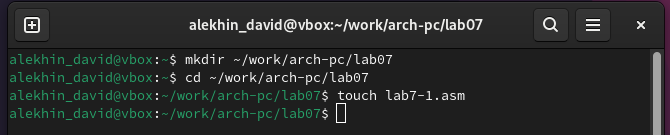 alekhin_david@vbox:~/work/arch-pc/lab07
alekhin_david@vbox:~$ mkdir ~/work/arch-pc/lab07
alekhin_david@vbox:~$ cd ~/work/arch-pc/lab07
alekhin_david@vbox:~/work/arch-pc/lab07$ touch lab7-1.asm
alekhin_david@vbox:~/work/arch-pc/lab07$